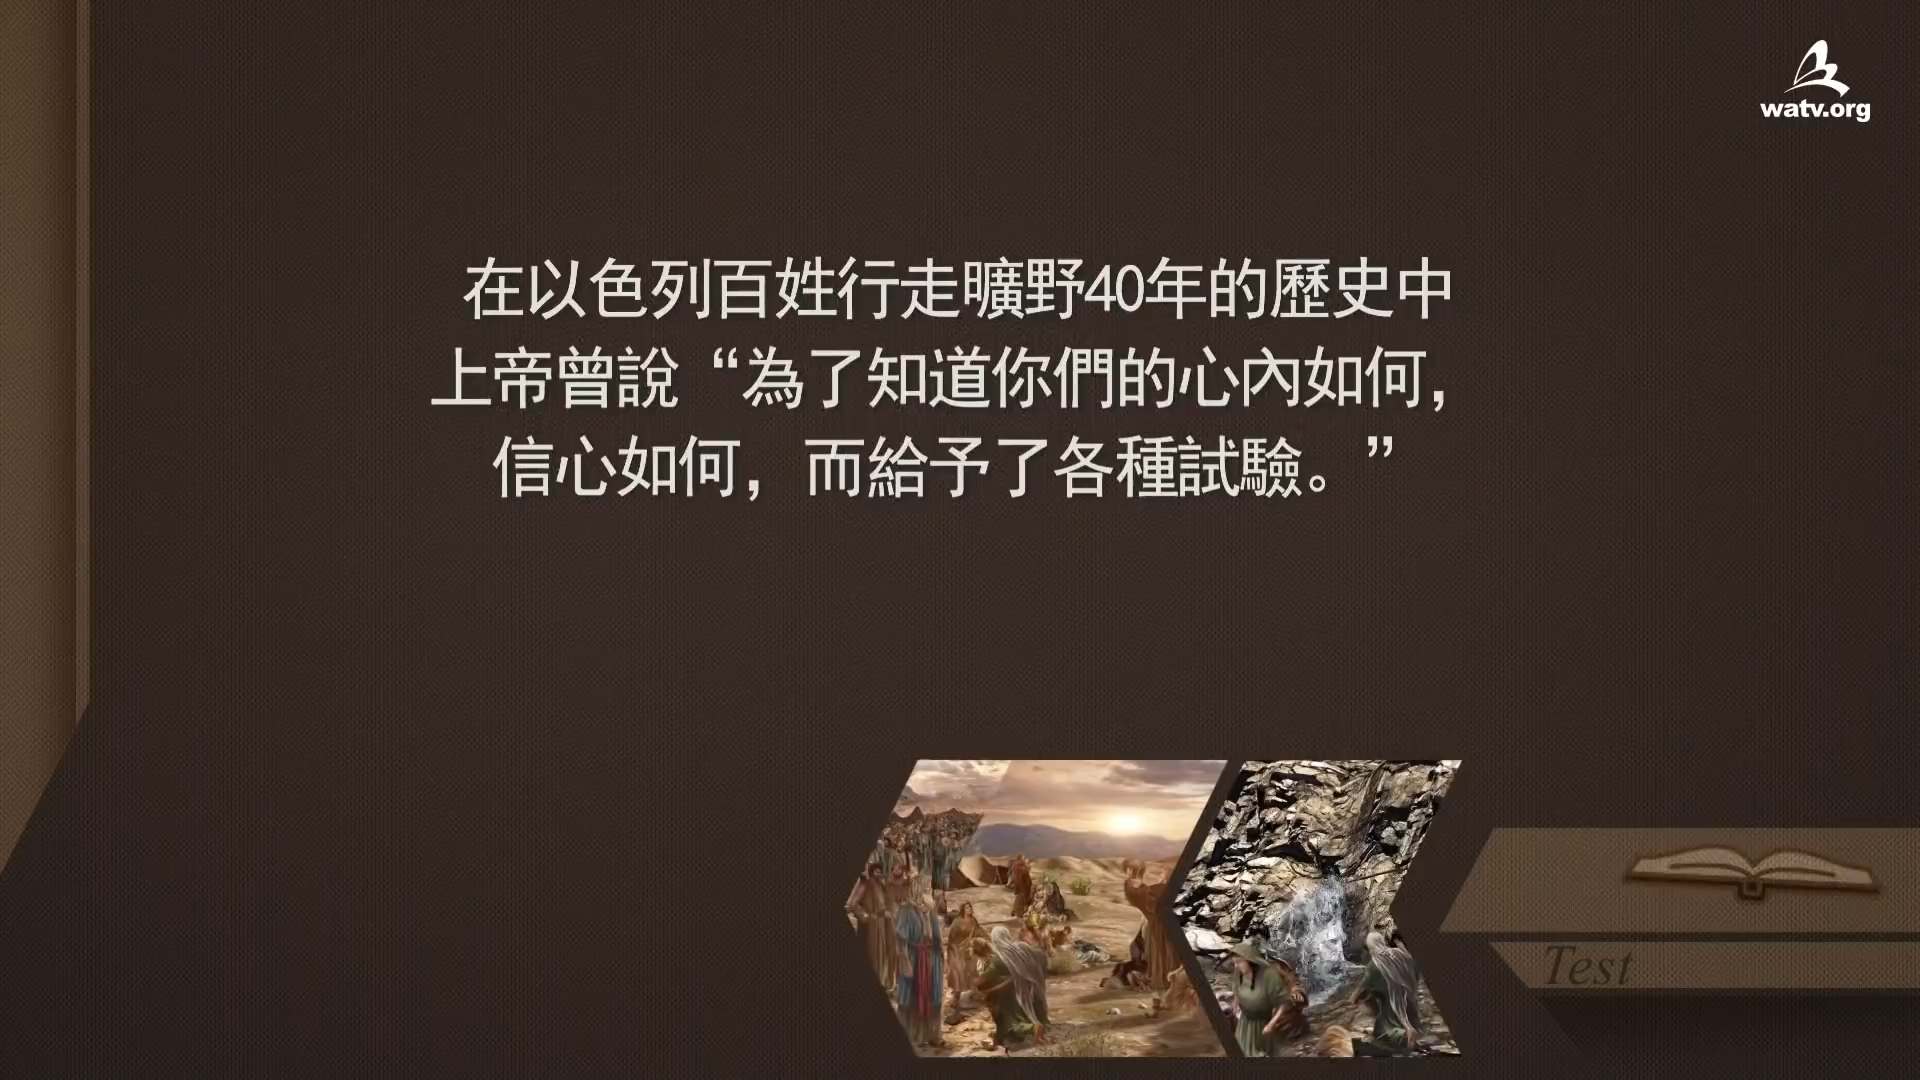 watv.org
在以色列百姓行走曠野40年的歷史中
上帝曾說“為了知道你們的心內如何，
信心如何，而給予了各種試驗。”
Test